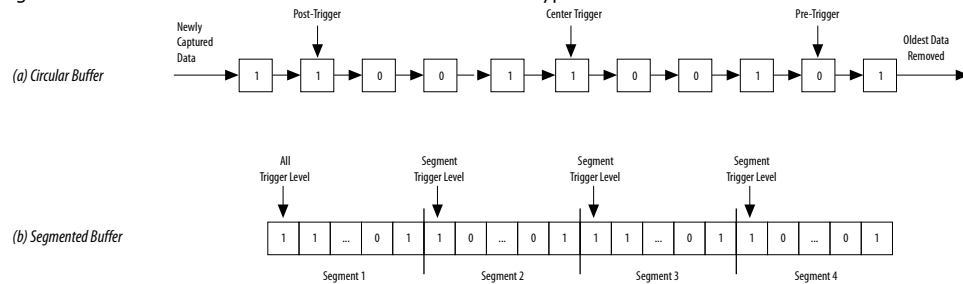 Post-Trigger
Center Trigger
Pre-Trigger
Newly
Captured
Data
Oldest Data
Removed
(a) Circular Buffer
1 1 0 0 1 1 0 0 1 0 1
All
Trigger Level
Segment
Trigger Level
Segment
Trigger Level
Segment
Trigger Level
(b) Segmented Buffer
1 1 ... 0 1 1 0 ... 0 1 1 1 ... 0 1 1 0 ... 0 1
Segment 1
Segment 2
Segment 3
Segment 4